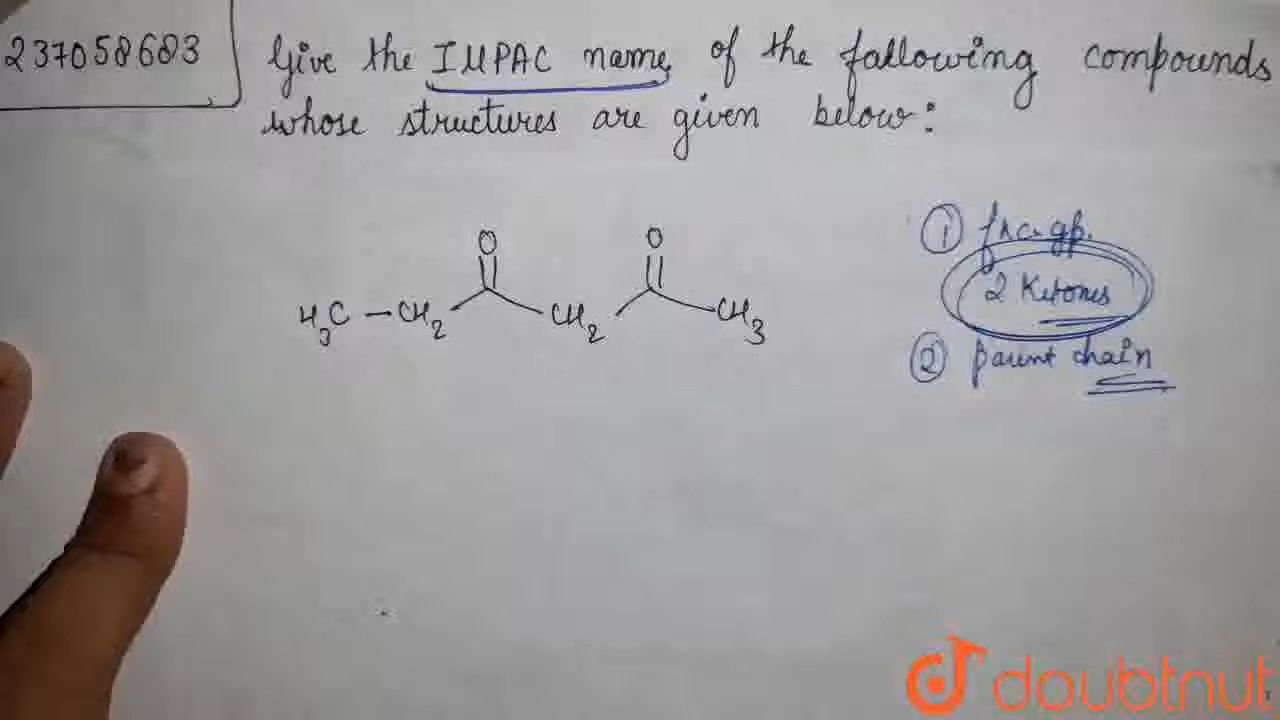 237058683
Give the IUPAC name of the following compounds
whose structures are given below:
O O
H3C - CH2 CH2 CH3
① fnc. gp.
2 Ketones
② parent chain
doubtnut